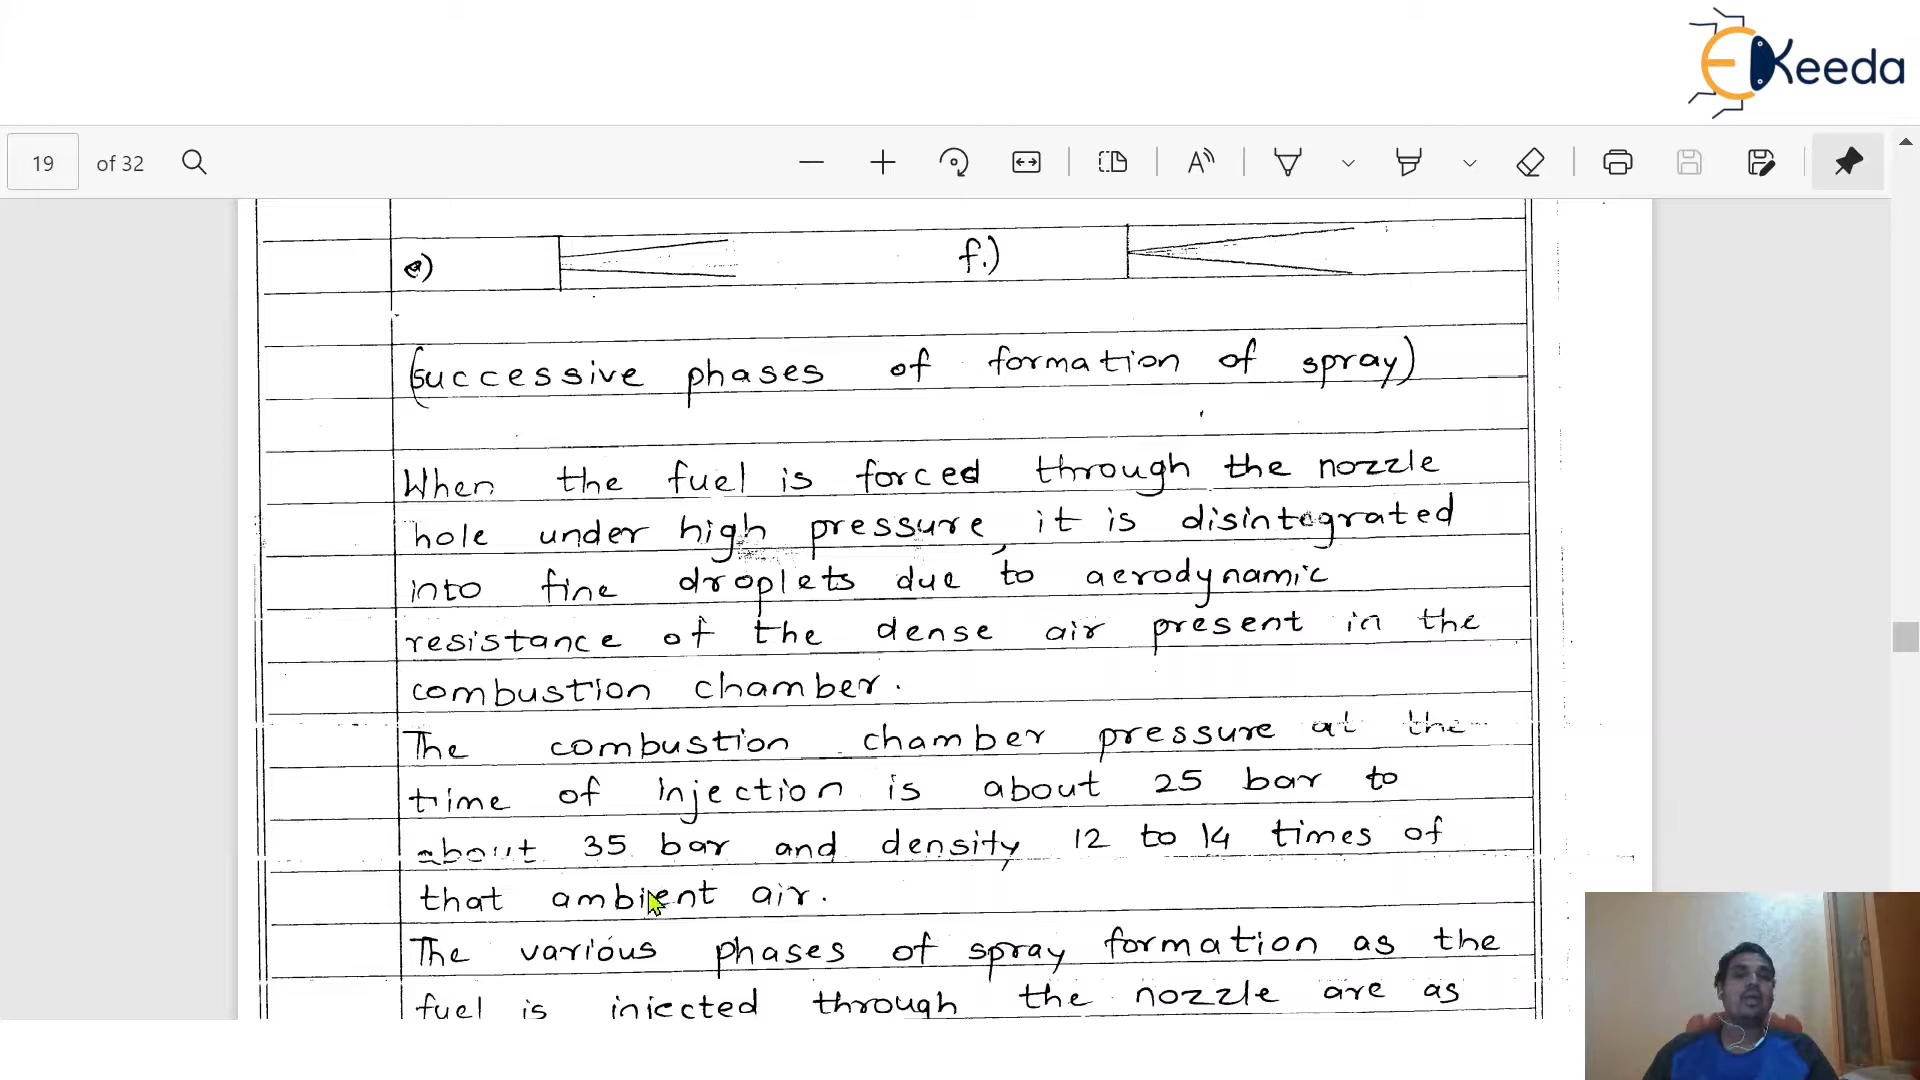 EKeeda
19 of 32
e) f.)
(Successive phases of formation of spray)
When the fuel is forced through the nozzle
hole under high pressure, it is disintegrated
into fine droplets due to aerodynamic
resistance of the dense air present in the
combustion chamber.
The combustion chamber pressure at the
time of injection is about 25 bar to
about 35 bar and density 12 to 14 times of
that ambient air.
The various phases of spray formation as the
fuel is injected through the nozzle are as